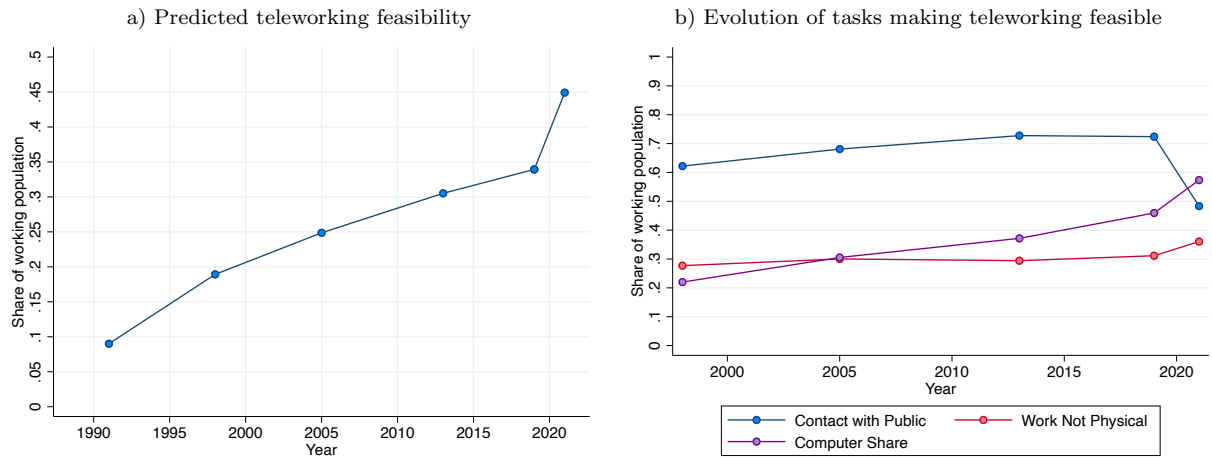 a) Predicted teleworking feasibility
Share of working population
.5
.45
.4
.35
.3
.25
.2
.15
.1
.05
0
1990 1995 2000 2005 2010 2015 2020
Year
b) Evolution of tasks making teleworking feasible
Share of working population
1
.9
.8
.7
.6
.5
.4
.3
.2
.1
0
2000 2005 2010 2015 2020
Year
Contact with Public Work Not Physical
Computer Share